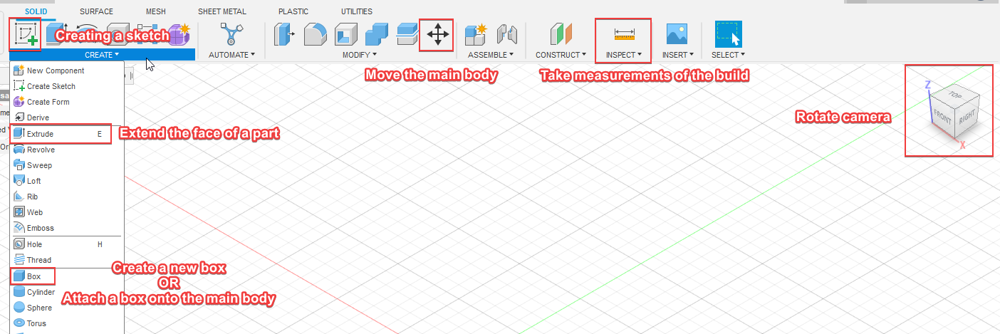 SOLID SURFACE MESH SHEET METAL PLASTIC UTILITIES
Creating a sketch
CREATE AUTOMATE MODIFY ASSEMBLE CONSTRUCT INSPECT INSERT SELECT
New Component
Move the main body
Take measurements of the build
Create Sketch
Z
TOP
FRONT
RIGHT
X
Rotate camera
Create Form
Derive
Extrude E
Extend the face of a part
Revolve
Sweep
Loft
Rib
Web
Emboss
Hole H
Thread
Box
Create a new box
OR
Attach a box onto the main body
Cylinder
Sphere
Torus